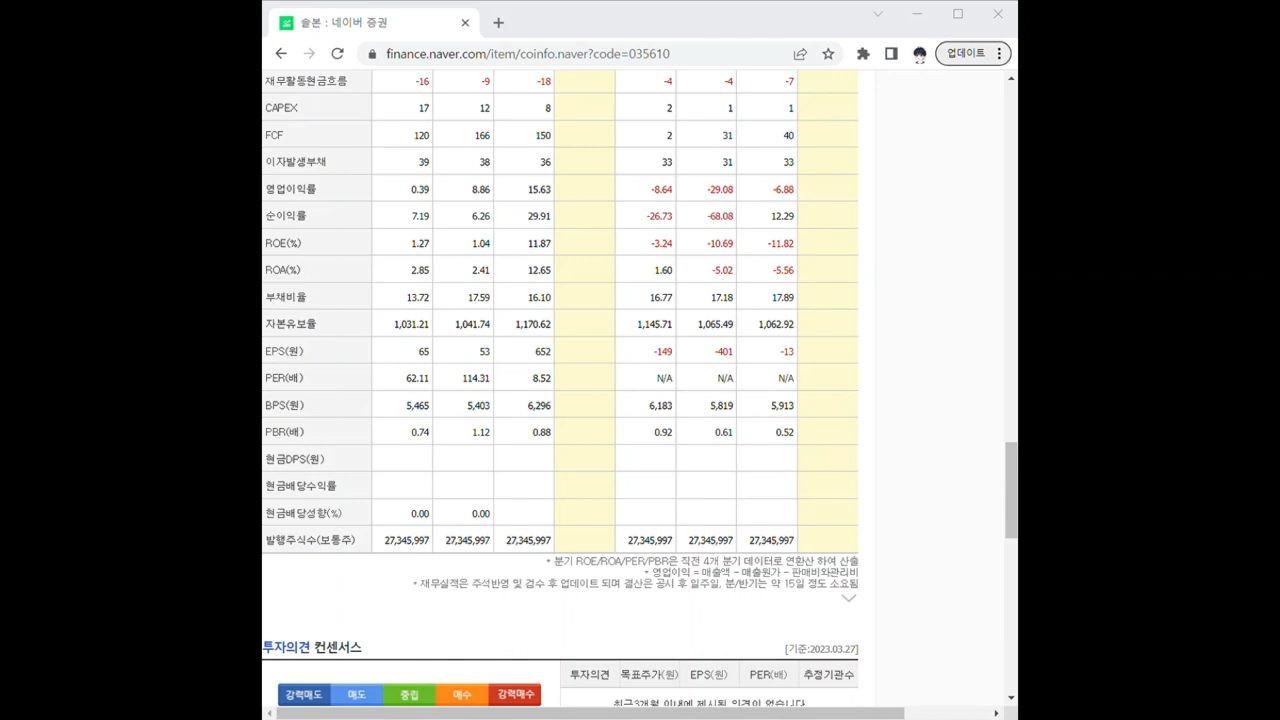 솔본 : 네이버 증권
finance.naver.com/item/coinfo.naver?code=035610
업데이트
재무활동현금흐름 -16 -9 -18 -4 -4 -7
CAPEX 17 12 8 2 1 1
FCF 120 166 150 2 31 40
이자발생부채 39 38 36 33 31 33
영업이익률 0.39 8.86 15.63 -8.64 -29.08 -6.88
순이익률 7.19 6.26 29.91 -26.73 -68.08 12.29
ROE(%) 1.27 1.04 11.87 -3.24 -10.69 -11.82
ROA(%) 2.85 2.41 12.65 1.60 -5.02 -5.56
부채비율 13.72 17.59 16.10 16.77 17.18 17.89
자본유보율 1,031.21 1,041.74 1,170.62 1,145.71 1,065.49 1,062.92
EPS(원) 65 53 652 -149 -401 -13
PER(배) 62.11 114.31 8.52 N/A N/A N/A
BPS(원) 5,465 5,403 6,296 6,183 5,819 5,913
PBR(배) 0.74 1.12 0.88 0.92 0.61 0.52
현금DPS(원)
현금배당수익률
현금배당성향(%) 0.00 0.00
발행주식수(보통주) 27,345,997 27,345,997 27,345,997 27,345,997 27,345,997 27,345,997
* 분기 ROE/ROA/PER/PBR은 직전 4개 분기 데이터로 연환산 하여 산출
* 영업이익 = 매출액 - 매출원가 - 판매비와관리비
* 재무실적은 주석반영 및 검수 후 업데이트 되며 결산은 공시 후 일주일, 분/반기는 약 15일 정도 소요됨
투자의견 컨센서스 [기준:2023.03.27]
투자의견 목표주가(원) EPS(원) PER(배) 추정기관수
강력매도 매도 중립 매수 강력매수
최근3개월 이내에 제시된 의견이 없습니다